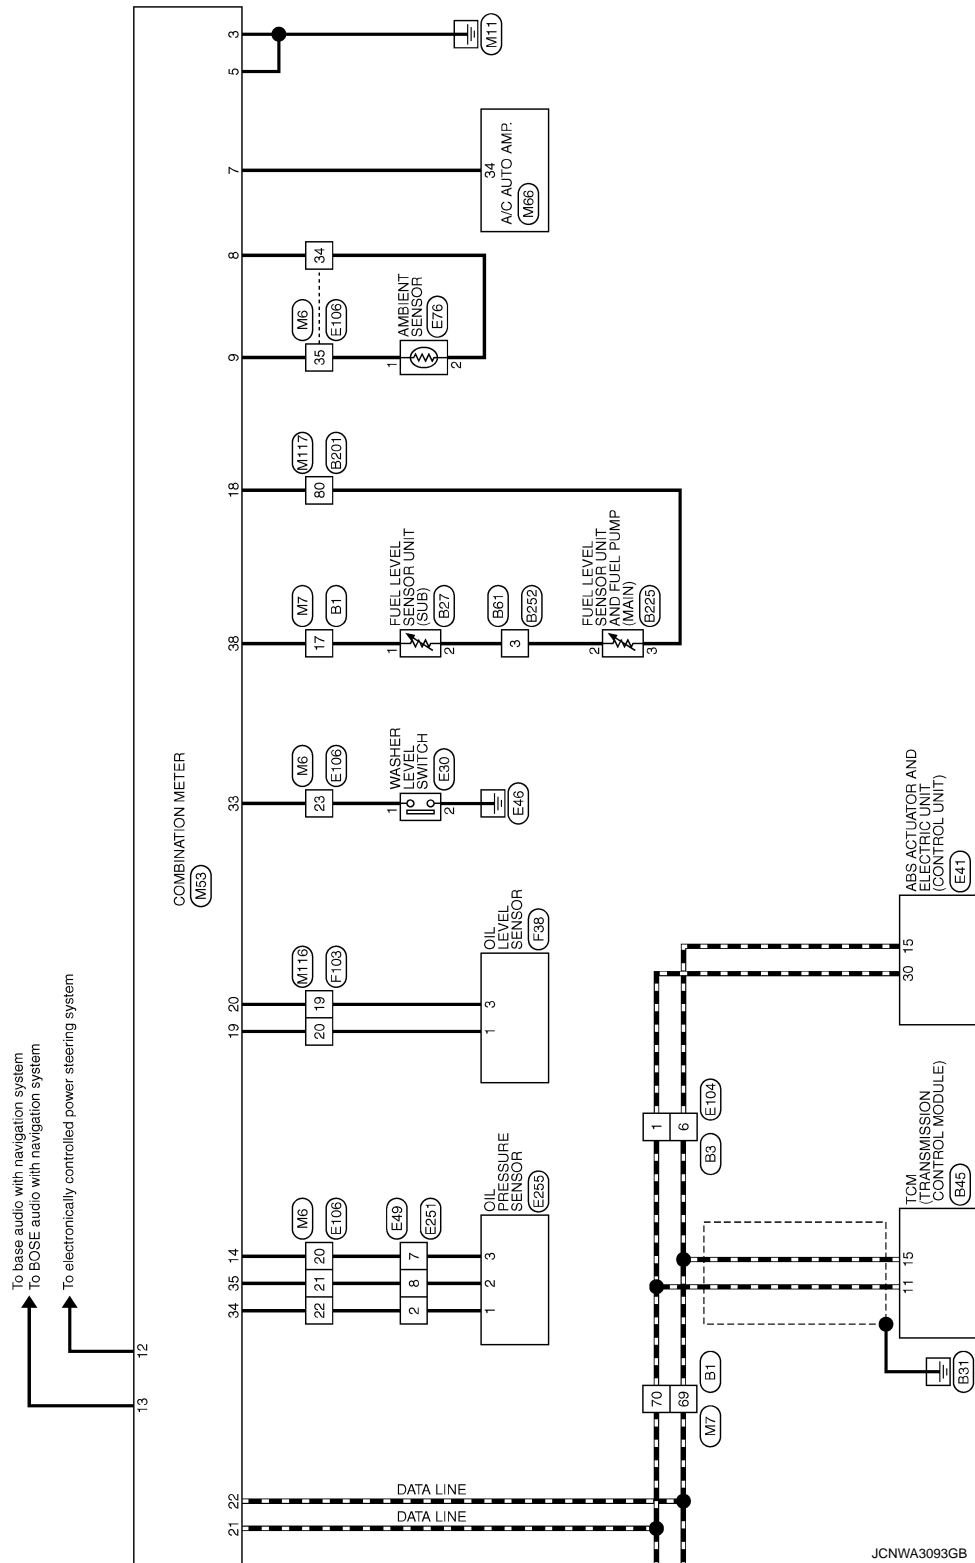 To base audio with navigation system
To BOSE audio with navigation system
To electronically controlled power steering system
13
12
COMBINATION METER
M53
21
22
34
35
14
19
20
33
38
18
9
8
7
5
3
DATA LINE
DATA LINE
22
21
20
M6
E106
2
8
7
E49
E251
1
2
3
OIL
PRESSURE
SENSOR
E255
20
19
M116
F103
1
3
OIL
LEVEL
SENSOR
F38
23
M6
E106
1
2
WASHER
LEVEL
SWITCH
E30
E46
17
M7
B1
1
2
FUEL LEVEL
SENSOR UNIT
(SUB)
B27
3
B61
B252
2
3
FUEL LEVEL
SENSOR UNIT
AND FUEL PUMP
(MAIN)
B225
80
M117
B201
35
M6
E106
34
1
2
AMBIENT
SENSOR
E76
34
A/C AUTO AMP.
M66
M11
70
69
M7
B1
B31
11
15
TCM
(TRANSMISSION
CONTROL MODULE)
B45
1
6
B3
E104
30
15
ABS ACTUATOR AND
ELECTRIC UNIT
(CONTROL UNIT)
E41
JCNWA3093GB